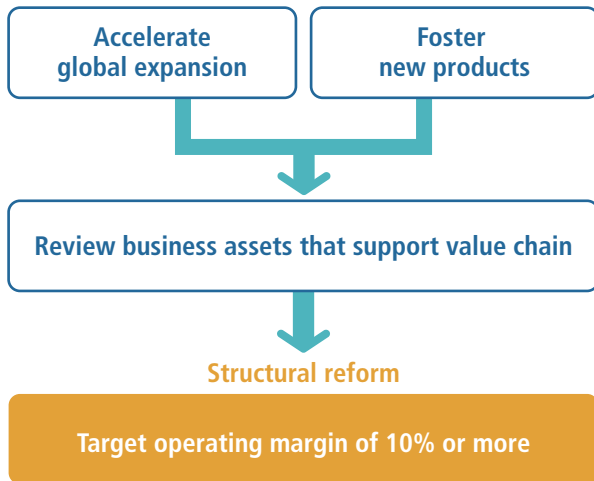 Accelerate
global expansion
Foster
new products
Review business assets that support value chain
Structural reform
Target operating margin of 10% or more